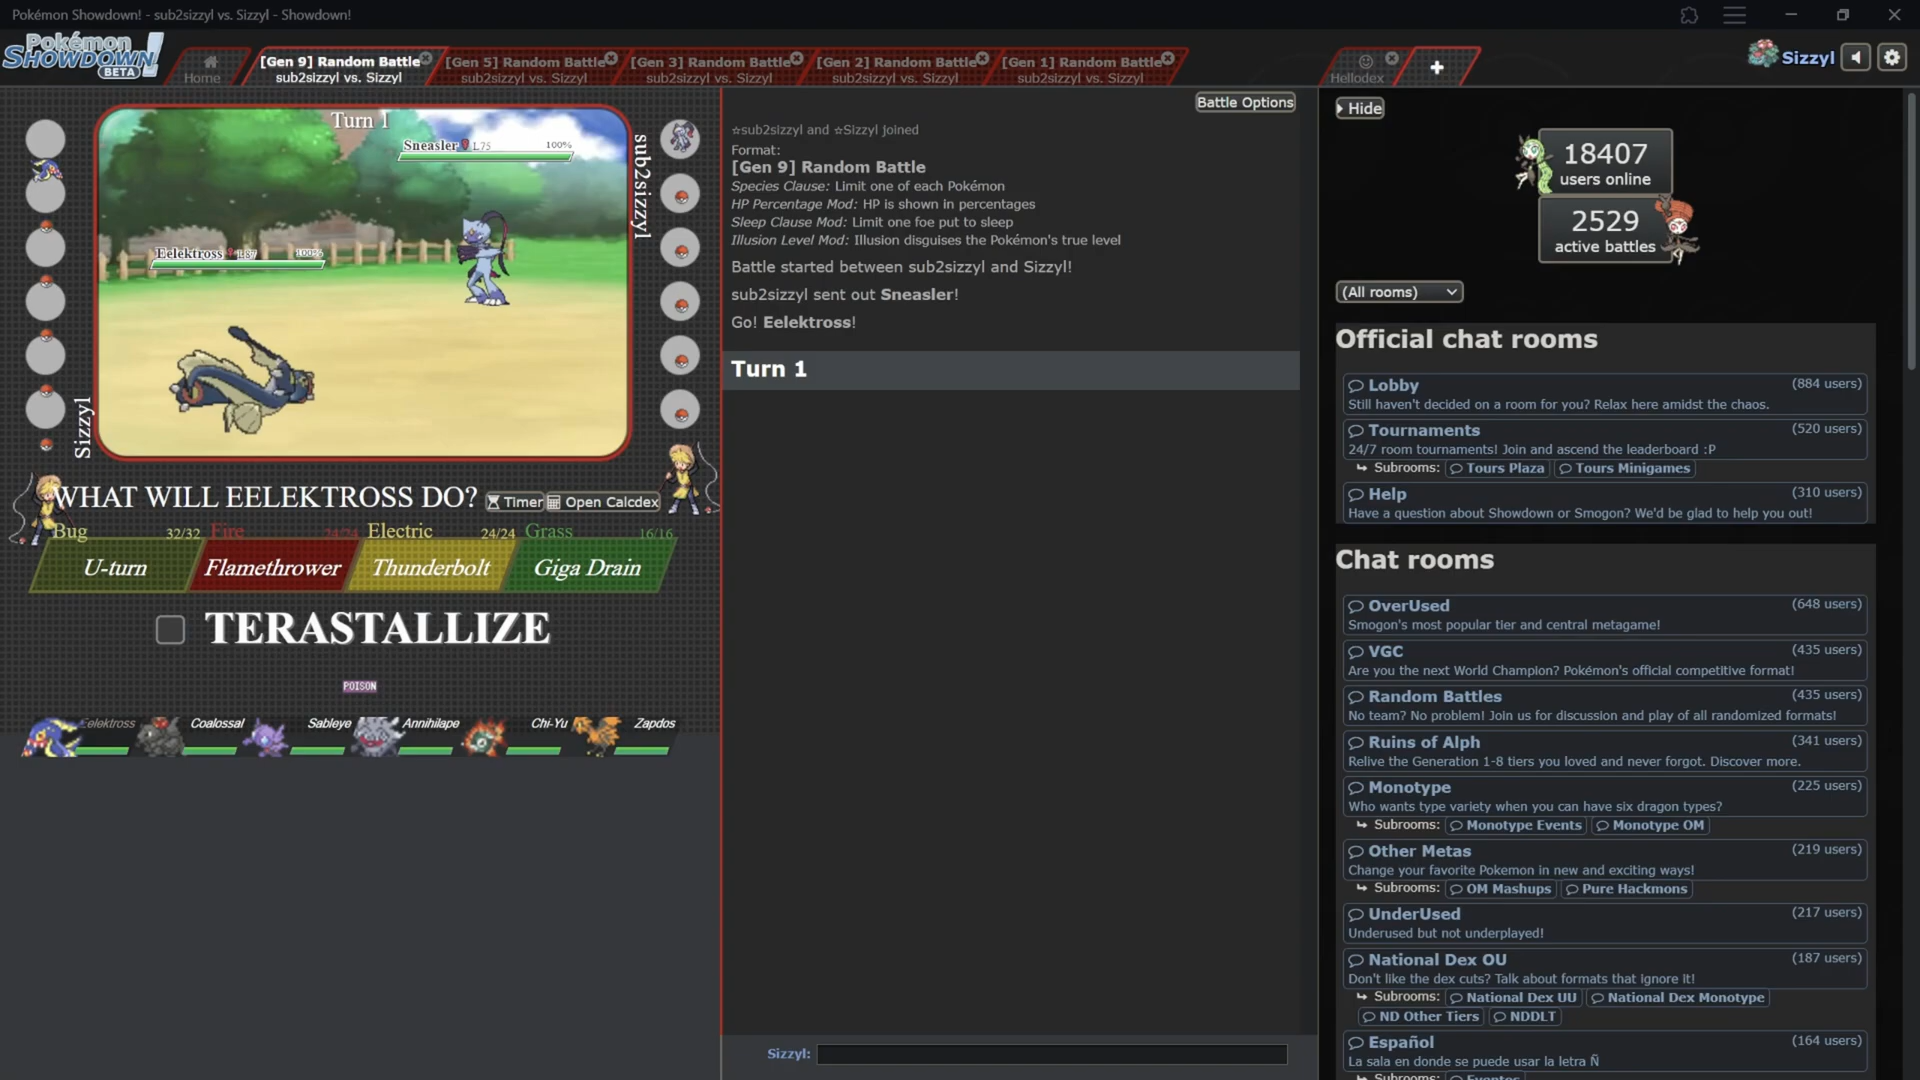 Pokémon Showdown! - sub2sizzyl vs. Sizzyl - Showdown!
Pokémon
SHOWDOWN!
BETA
Home
[Gen 9] Random Battle
sub2sizzyl vs. Sizzyl
[Gen 5] Random Battle
sub2sizzyl vs. Sizzyl
[Gen 3] Random Battle
sub2sizzyl vs. Sizzyl
[Gen 2] Random Battle
sub2sizzyl vs. Sizzyl
[Gen 1] Random Battle
sub2sizzyl vs. Sizzyl
Hellodex
Sizzyl
Turn 1
Sneasler L75 100%
Eelektross L87 100%
sub2sizzyl
Sizzyl
WHAT WILL EELEKTROSS DO?
Timer
Open Calcdex
Bug 32/32
Fire 24/24
Electric 24/24
Grass 16/16
U-turn
Flamethrower
Thunderbolt
Giga Drain
TERASTALLIZE
POISON
Eelektross
Coalossal
Sableye
Annihilape
Chi-Yu
Zapdos
Battle Options
☆sub2sizzyl and ☆Sizzyl joined
Format:
[Gen 9] Random Battle
Species Clause: Limit one of each Pokémon
HP Percentage Mod: HP is shown in percentages
Sleep Clause Mod: Limit one foe put to sleep
Illusion Level Mod: Illusion disguises the Pokémon's true level
Battle started between sub2sizzyl and Sizzyl!
sub2sizzyl sent out Sneasler!
Go! Eelektross!
Turn 1
Sizzyl:
Hide
18407
users online
2529
active battles
(All rooms)
Official chat rooms
Lobby (884 users)
Still haven't decided on a room for you? Relax here amidst the chaos.
Tournaments (520 users)
24/7 room tournaments! Join and ascend the leaderboard :P
Subrooms: Tours Plaza Tours Minigames
Help (310 users)
Have a question about Showdown or Smogon? We'd be glad to help you out!
Chat rooms
OverUsed (648 users)
Smogon's most popular tier and central metagame!
VGC (435 users)
Are you the next World Champion? Pokémon's official competitive format!
Random Battles (435 users)
No team? No problem! Join us for discussion and play of all randomized formats!
Ruins of Alph (341 users)
Relive the Generation 1-8 tiers you loved and never forgot. Discover more.
Monotype (225 users)
Who wants type variety when you can have six dragon types?
Subrooms: Monotype Events Monotype OM
Other Metas (219 users)
Change your favorite Pokemon in new and exciting ways!
Subrooms: OM Mashups Pure Hackmons
UnderUsed (217 users)
Underused but not underplayed!
National Dex OU (187 users)
Don't like the dex cuts? Talk about formats that ignore it!
Subrooms: National Dex UU National Dex Monotype
ND Other Tiers NDDLT
Español (164 users)
La sala en donde se puede usar la letra Ñ
Subrooms: Eventos